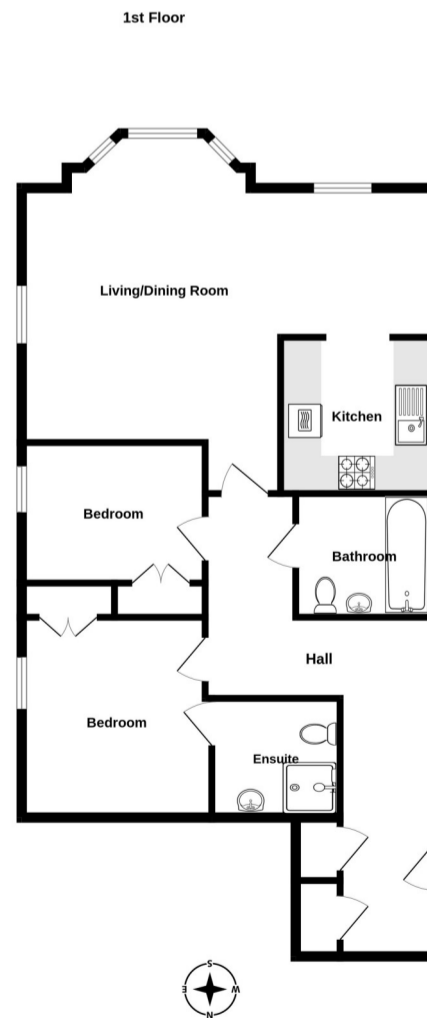 1st Floor
Living/Dining Room
Kitchen
Bedroom
Bathroom
Hall
Bedroom
Ensuite
S
E
W
N